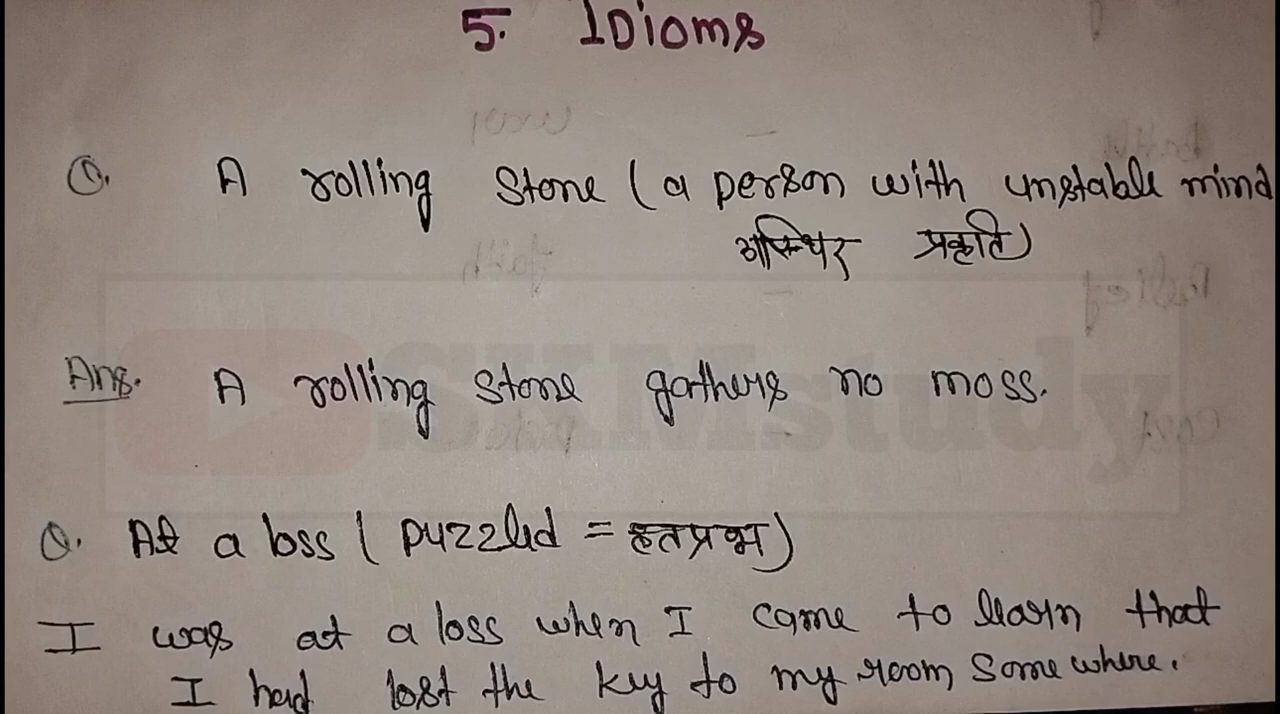 5. Idioms
Q. A rolling stone (a person with unstable mind
अस्थिर प्रकृति)
Ans. A rolling stone gathers no moss.
SKMstudy
Q. At a loss (puzzled = हतप्रभ)
I was at a loss when I came to learn that
I had lost the key to my room somewhere.